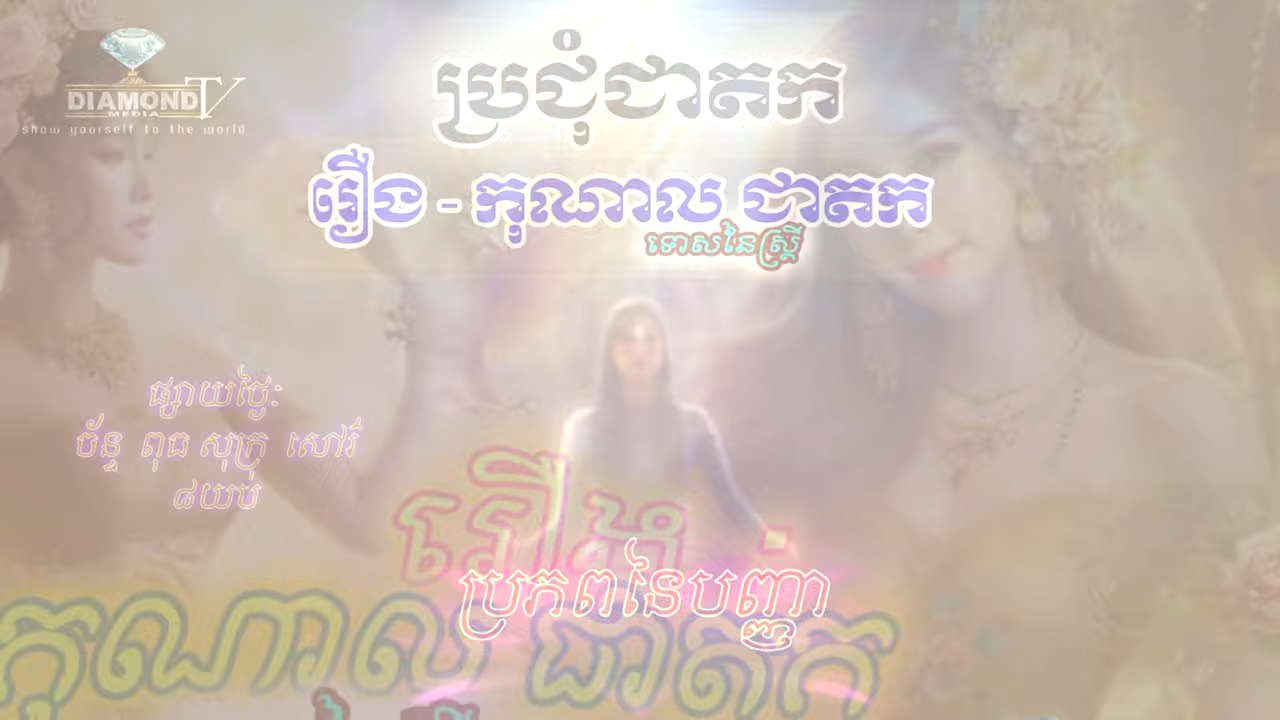 DIAMOND TV
MEDIA
show yourself to the world
ប្រជុំជាតក
រឿង - កុណាល ជាតក
ទោសនៃស្ត្រី
ផ្សាយថ្ងៃ:
ច័ន្ទ ពុធ សុក្រ សៅរ៍
៨យប់
រឿង
ប្រភពនៃបញ្ញា
កុណាល ជាតក